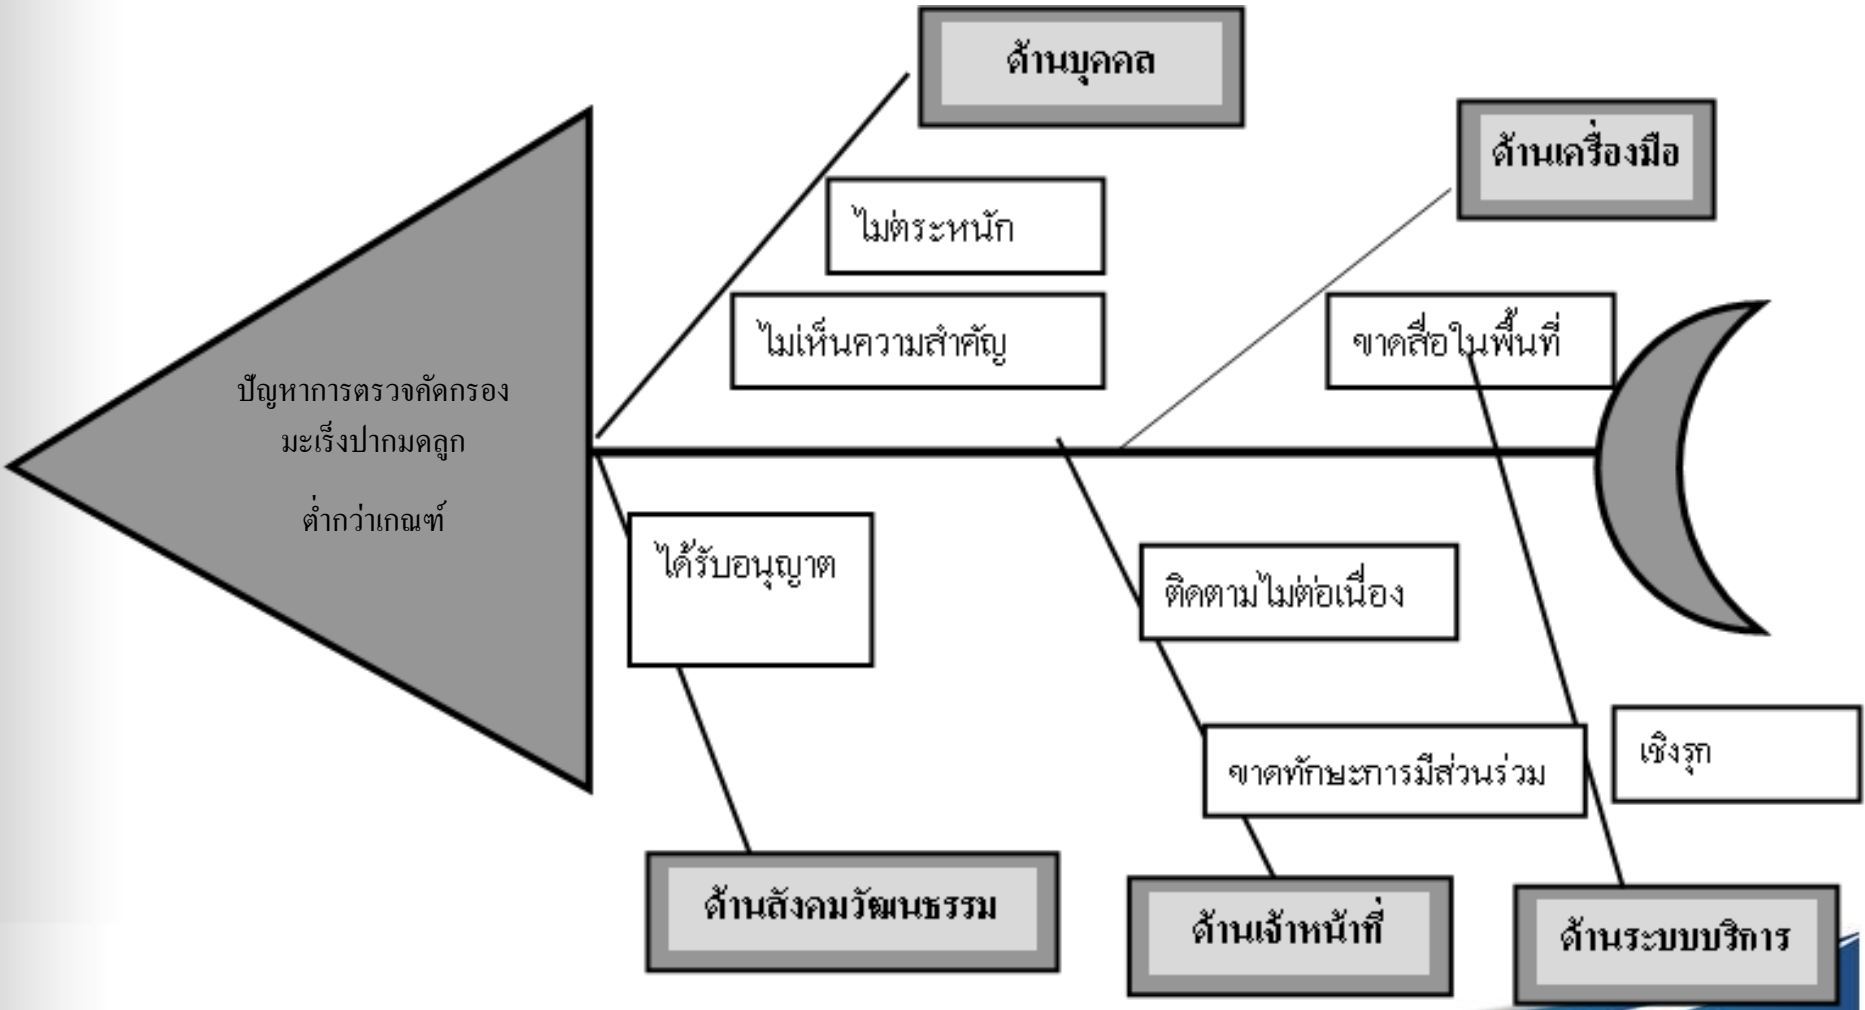 ด้านบุคคล
ด้านเครื่องมือ
ไม่ตระหนัก
ไม่เห็นความสำคัญ
ขาดสื่อในพื้นที่
ปัญหาการตรวจคัดกรอง
มะเร็งปากมดลูก
ต่ำกว่าเกณฑ์
ได้รับอนุญาต
ติดตามไม่ต่อเนื่อง
ขาดทักษะการมีส่วนร่วม
เชิงรุก
ด้านสังคมวัฒนธรรม
ด้านเจ้าหน้าที่
ด้านระบบบริการ